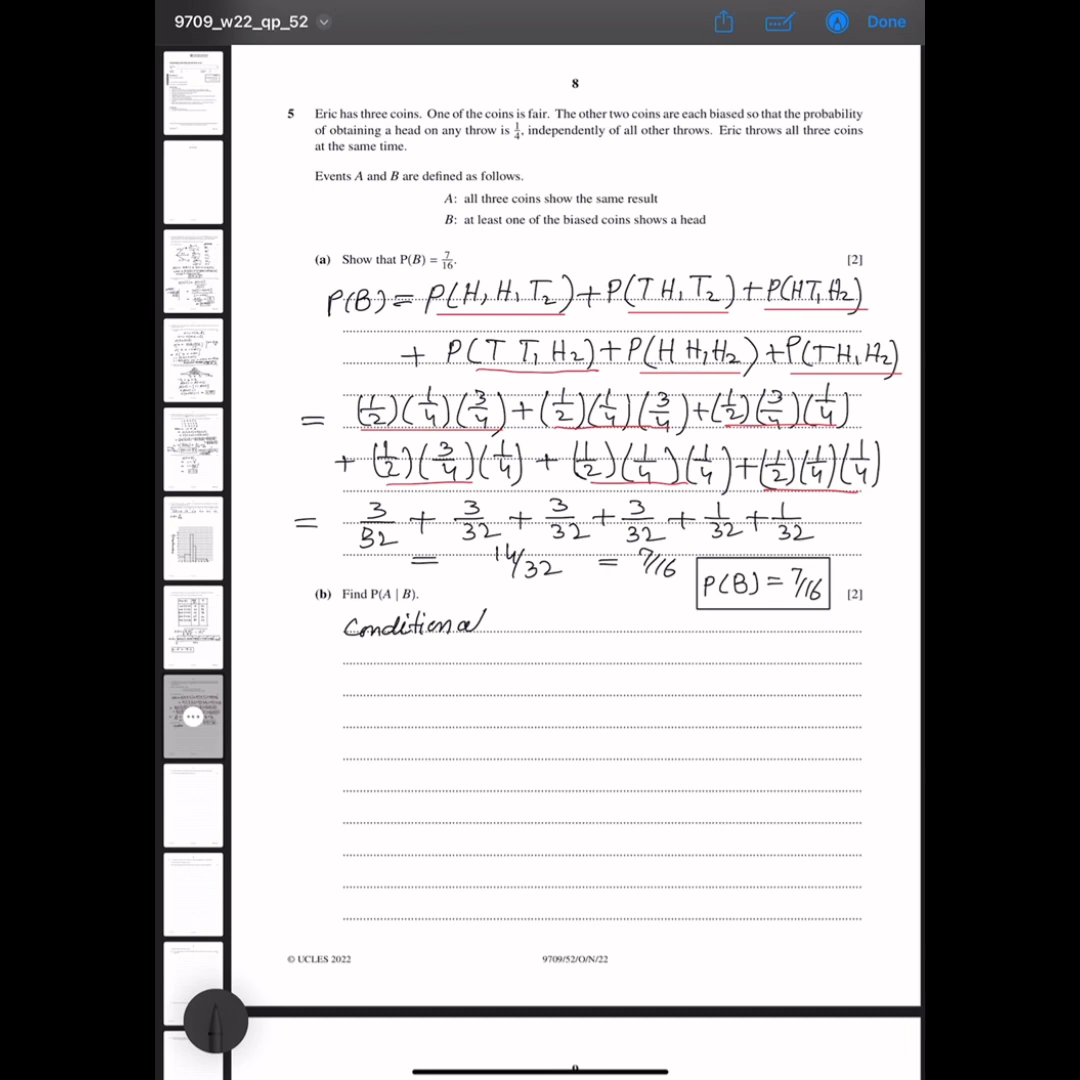 9709_w22_qp_52
Done
8
5 Eric has three coins. One of the coins is fair. The other two coins are each biased so that the probability
of obtaining a head on any throw is 1/4, independently of all other throws. Eric throws all three coins
at the same time.
Events A and B are defined as follows.
A: all three coins show the same result
B: at least one of the biased coins shows a head
(a) Show that P(B) = 7/16. [2]
P(B) = P(H, H₁ T₂) + P(T H₁ T₂) + P(H T₁ H₂)
+ P(T T₁ H₂) + P(H H₁ H₂) + P(T H₁ H₂)
= (1/2)(1/4)(3/4) + (1/2)(1/4)(3/4) + (1/2)(3/4)(1/4)
+ (1/2)(3/4)(1/4) + (1/2)(1/4)(1/4) + (1/2)(1/4)(1/4)
= 3/32 + 3/32 + 3/32 + 3/32 + 1/32 + 1/32
= 14/32 = 7/16 P(B) = 7/16
(b) Find P(A | B). [2]
Conditional
© UCLES 2022 9709/52/O/N/22